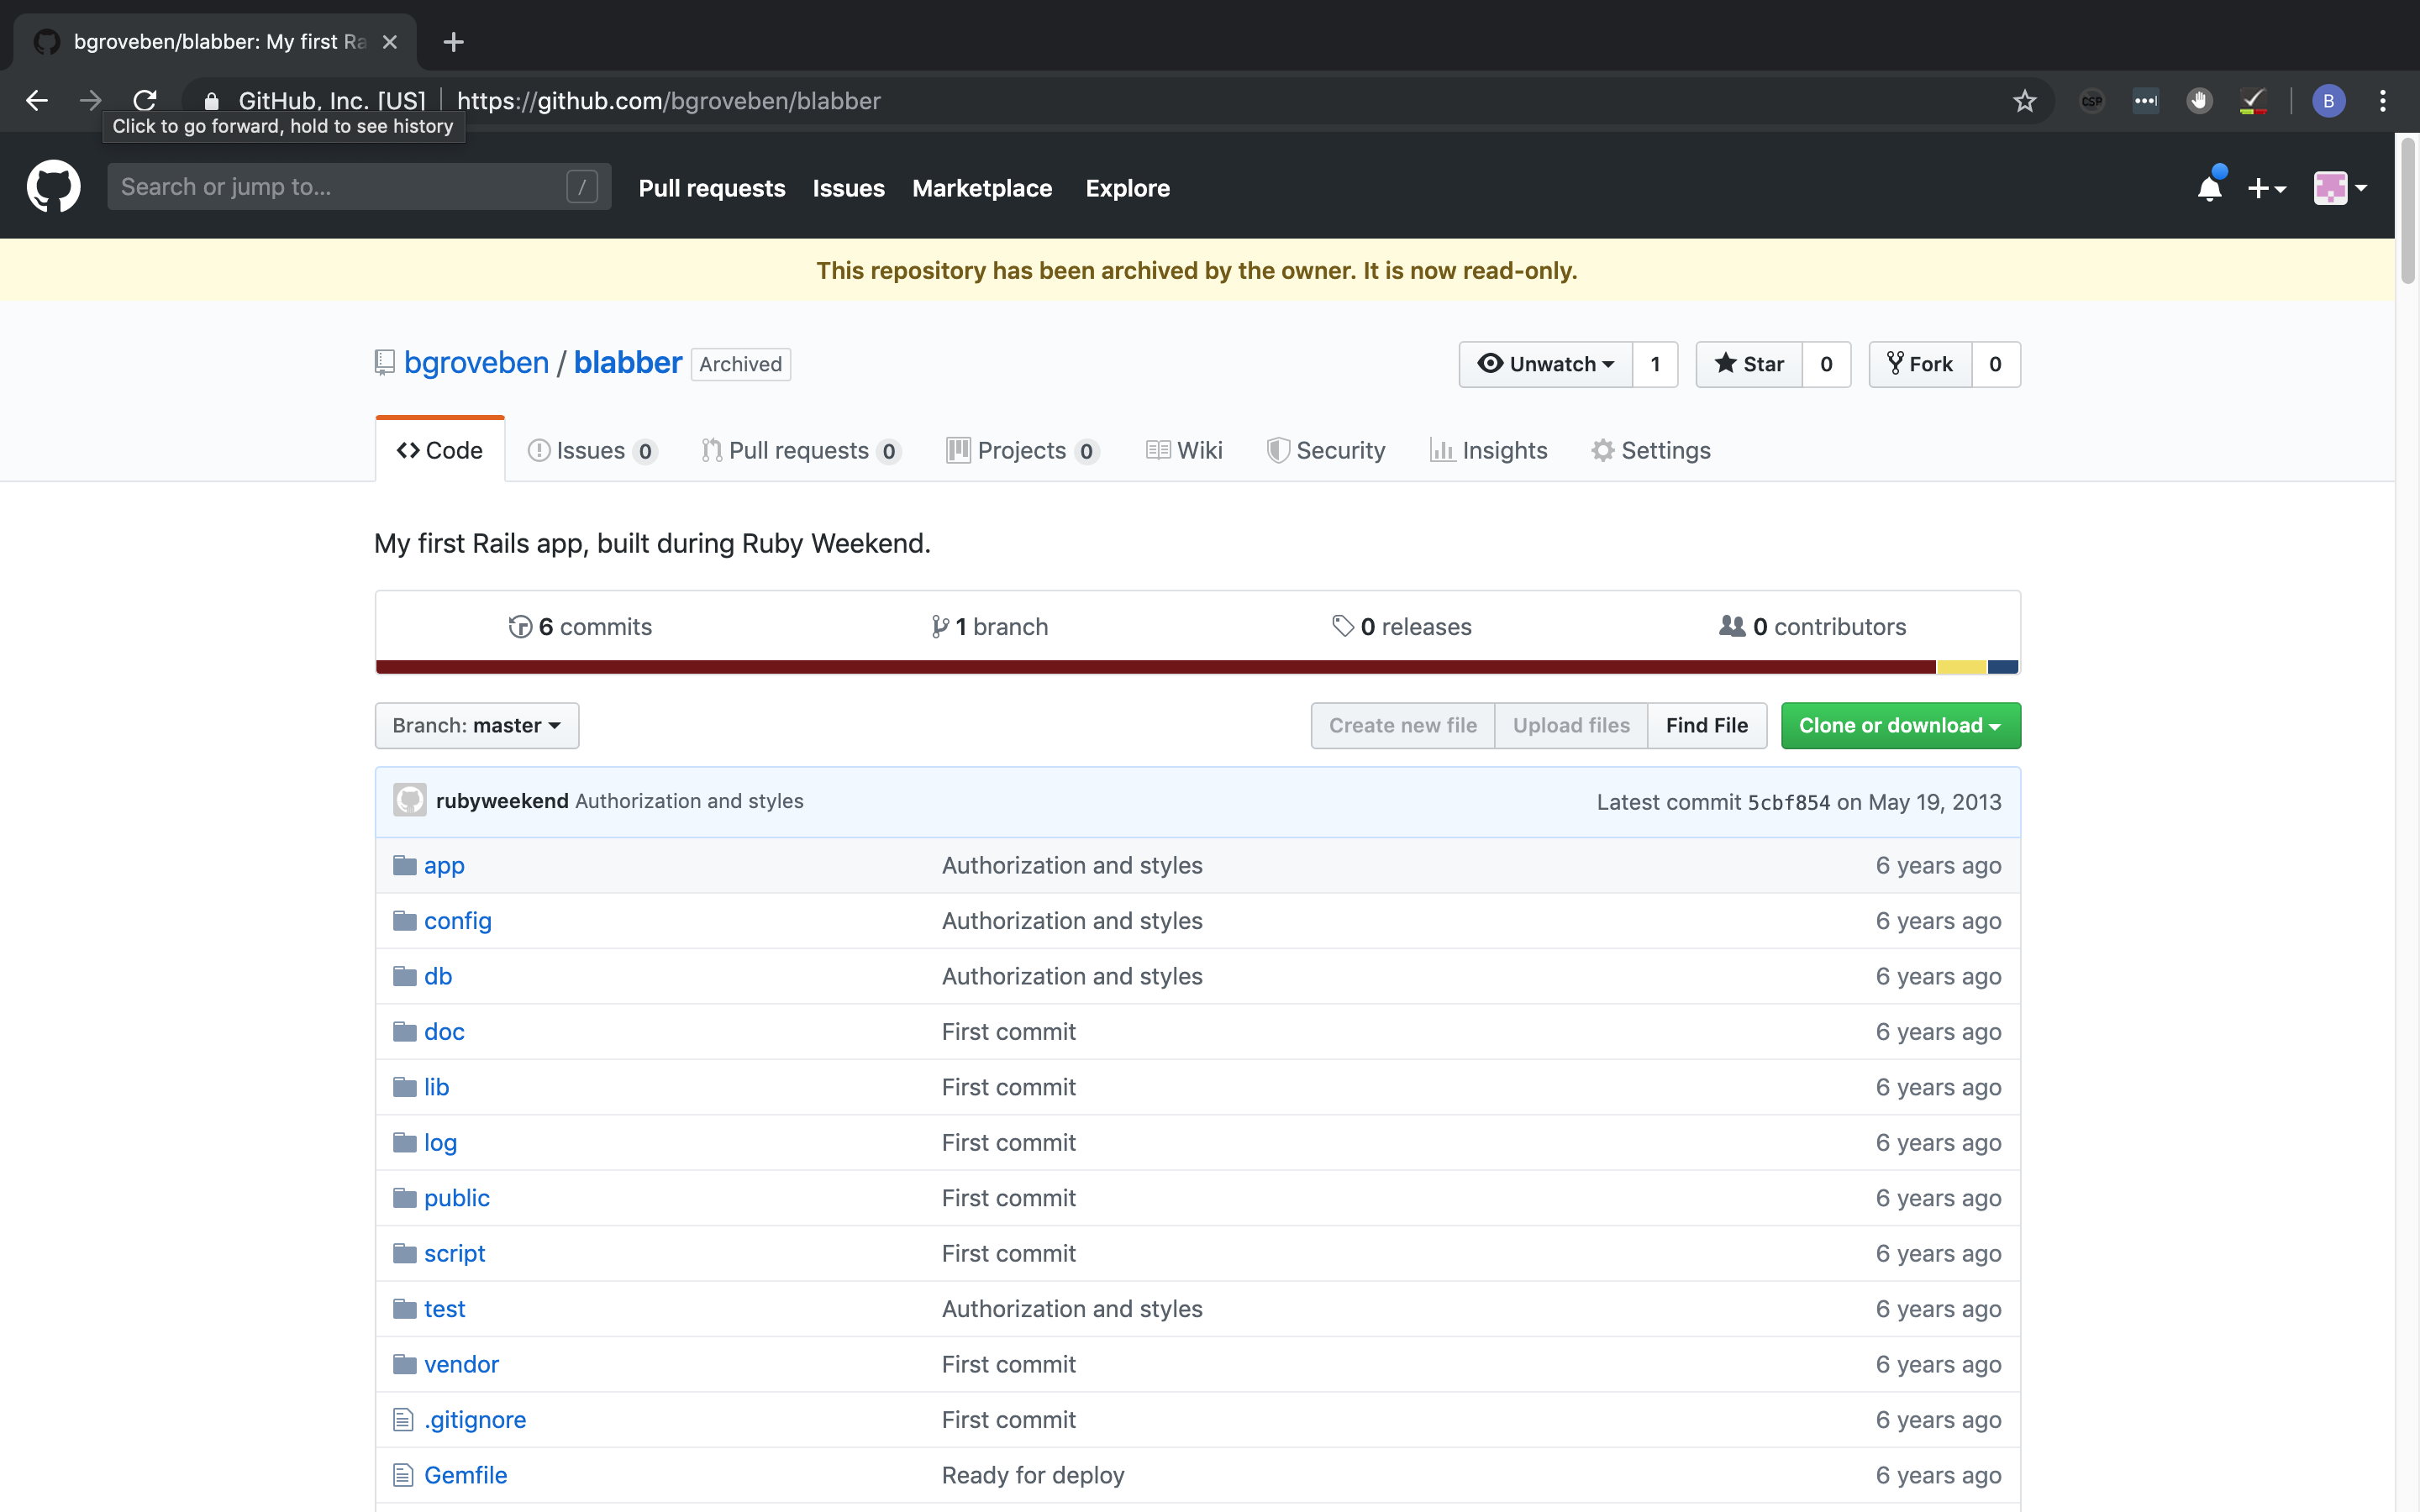 bgroveben/blabber: My first Ra
GitHub, Inc. [US] https://github.com/bgroveben/blabber
CSP
B
Click to go forward, hold to see history
Search or jump to... /
Pull requests Issues Marketplace Explore
This repository has been archived by the owner. It is now read-only.
bgroveben / blabber Archived
Unwatch 1 Star 0 Fork 0
Code Issues 0 Pull requests 0 Projects 0 Wiki Security Insights Settings
My first Rails app, built during Ruby Weekend.
6 commits 1 branch 0 releases 0 contributors
Branch: master Create new file Upload files Find File Clone or download
rubyweekend Authorization and styles Latest commit 5cbf854 on May 19, 2013
app Authorization and styles 6 years ago
config Authorization and styles 6 years ago
db Authorization and styles 6 years ago
doc First commit 6 years ago
lib First commit 6 years ago
log First commit 6 years ago
public First commit 6 years ago
script First commit 6 years ago
test Authorization and styles 6 years ago
vendor First commit 6 years ago
.gitignore First commit 6 years ago
Gemfile Ready for deploy 6 years ago